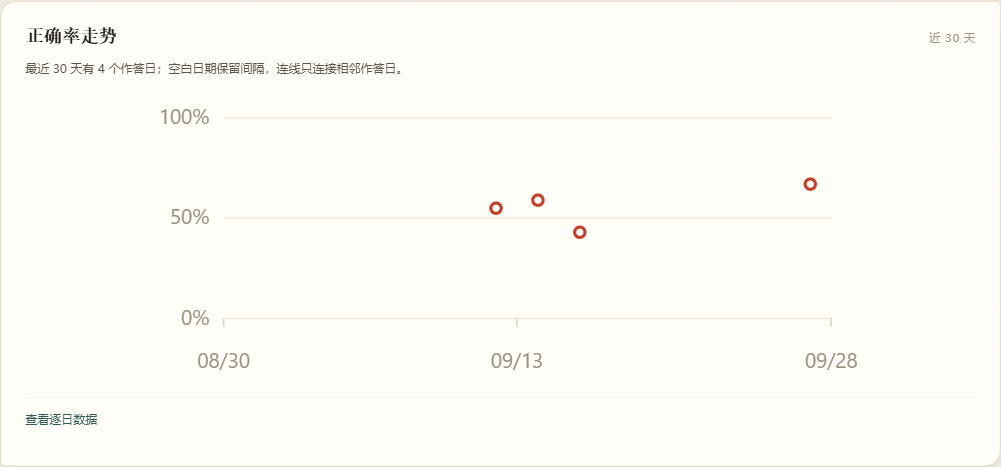 正确率走势
近 30 天
最近 30 天有 4 个作答日；空白日期保留间隔，连线只连接相邻作答日。
100%
50%
0%
08/30
09/13
09/28
查看逐日数据